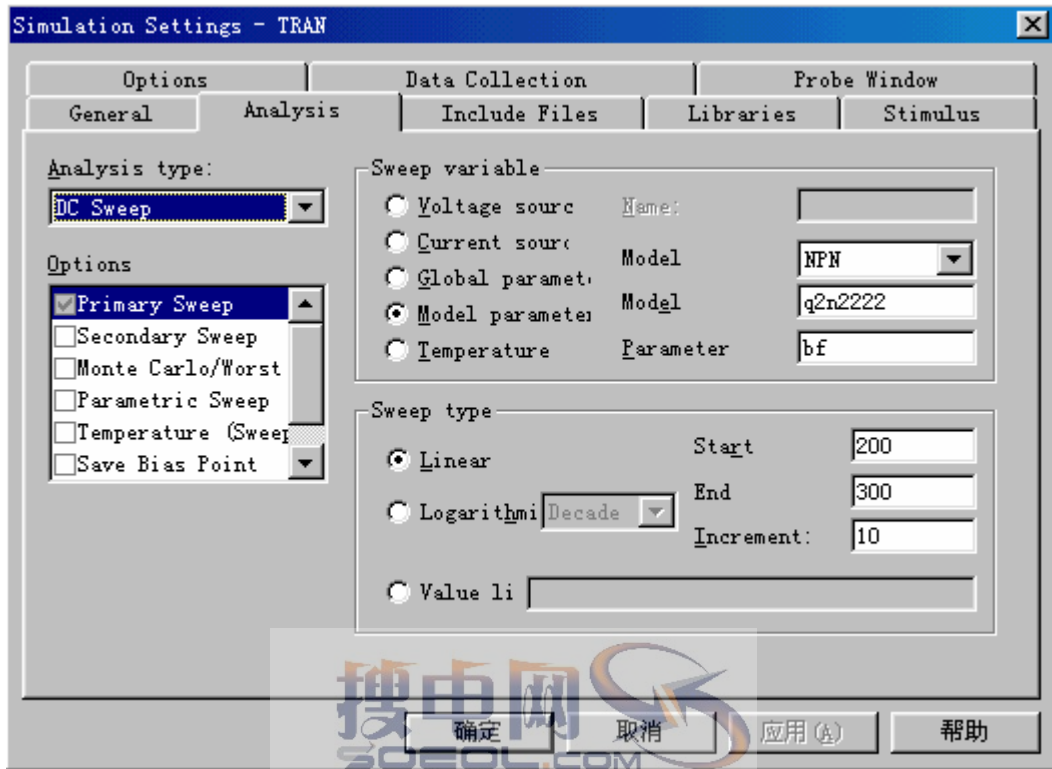 Simulation Settings - TRAN
Options Data Collection Probe Window
General Analysis Include Files Libraries Stimulus
Analysis type:
DC Sweep
Options
Primary Sweep
Secondary Sweep
Monte Carlo/Worst
Parametric Sweep
Temperature (Sweep
Save Bias Point
Sweep variable
Voltage sourc
Current sourc
Global paramet
Model parameter
Temperature
Name:
Model NPN
Model q2n2222
Parameter bf
Sweep type
Linear
Logarithmi Decade
Value li
Start 200
End 300
Increment: 10
确定 取消 应用(A) 帮助
搜电网
SOEOL.COM